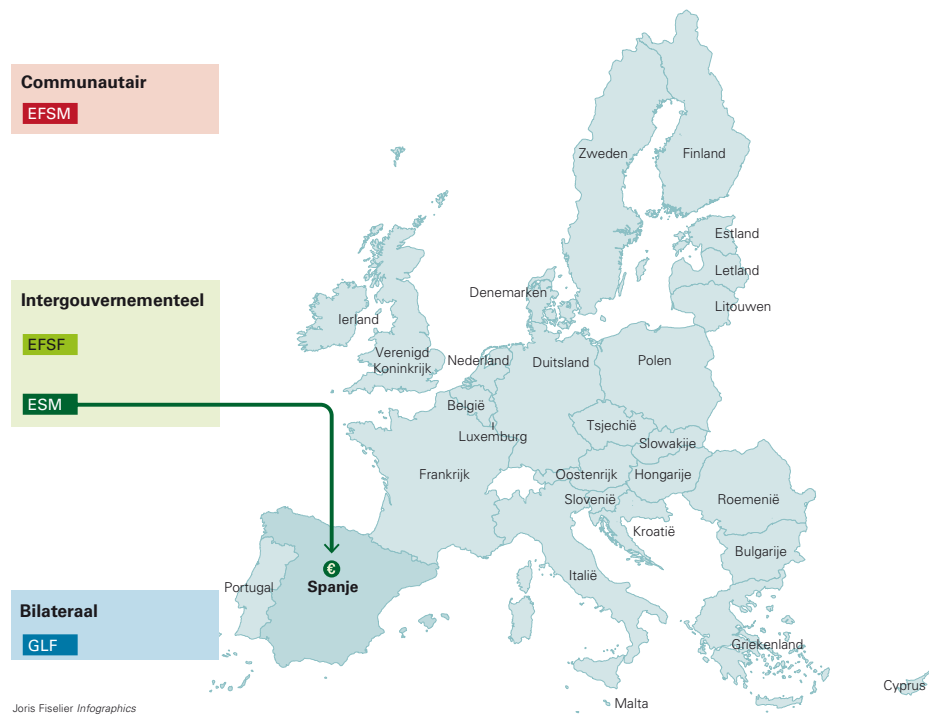 Communautair
EFSM
Intergouvernementeel
EFSF
ESM
Bilateraal
GLF
Zweden
Finland
Estland
Letland
Litouwen
Denemarken
Ierland
Verenigd
Koninkrijk
Nederland
Duitsland
Polen
België
Luxemburg
Tsjechië
Slowakije
Frankrijk
Oostenrijk
Hongarije
Slovenië
Roemenië
Kroatië
Bulgarije
Italië
€
Spanje
Portugal
Griekenland
Cyprus
Malta
Joris Fiselier Infographics